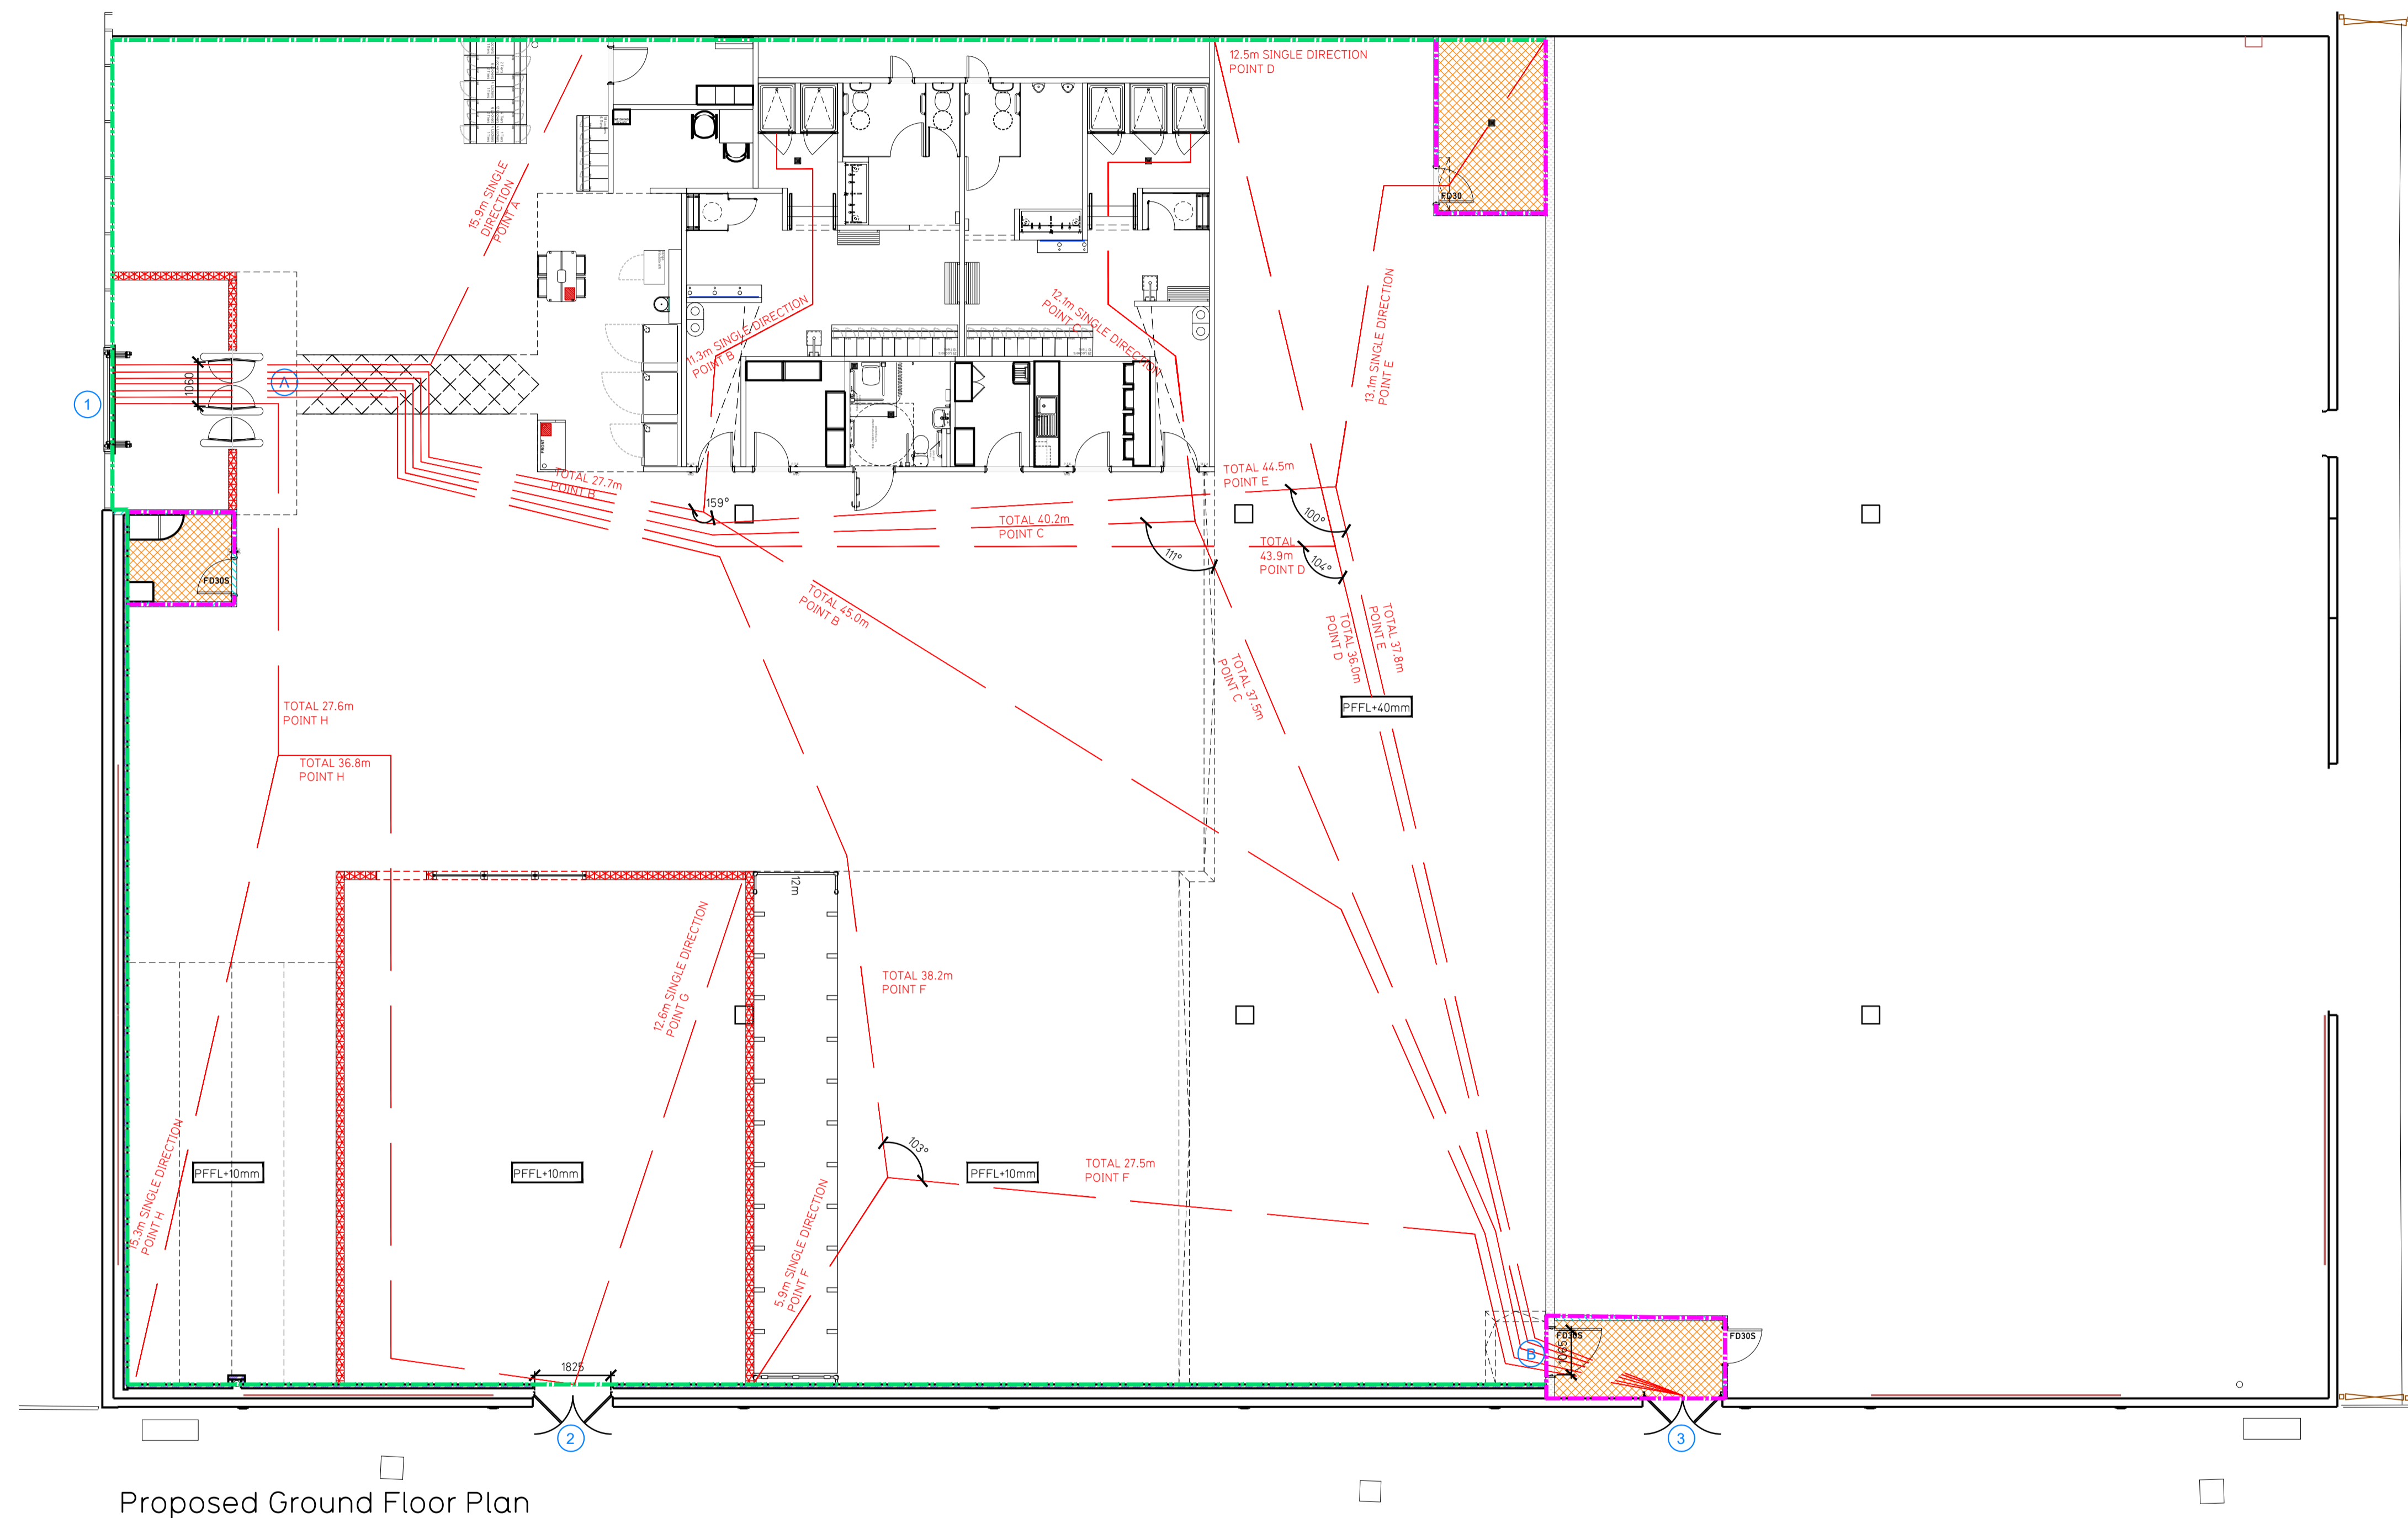 12.5m SINGLE DIRECTION
POINT D
15.9m SINGLE
DIRECTION
POINT A
FD30
13.1m SINGLE DIRECTION
POINT E
11.3m SINGLE DIRECTION
POINT B
12.1m SINGLE DIRECTION
POINT C
1060
A
1
FRONT
TOTAL 27.7m
POINT B
159°
TOTAL 44.5m
POINT E
TOTAL 40.2m
POINT C
100°
111°
TOTAL
43.9m
POINT D
104°
FD30S
TOTAL 45.0m
POINT B
TOTAL 37.5m
POINT C
TOTAL 36.0m
POINT D
TOTAL 37.8m
POINT E
TOTAL 27.6m
POINT H
PFFL+40mm
TOTAL 36.8m
POINT H
12m
12.6m SINGLE DIRECTION
POINT G
TOTAL 38.2m
POINT F
15.3m SINGLE DIRECTION
POINT H
PFFL+10mm
PFFL+10mm
PFFL+10mm
103°
TOTAL 27.5m
POINT F
5.9m SINGLE DIRECTION
POINT F
B
FD30S
FD30S
1825
2
3
Proposed Ground Floor Plan